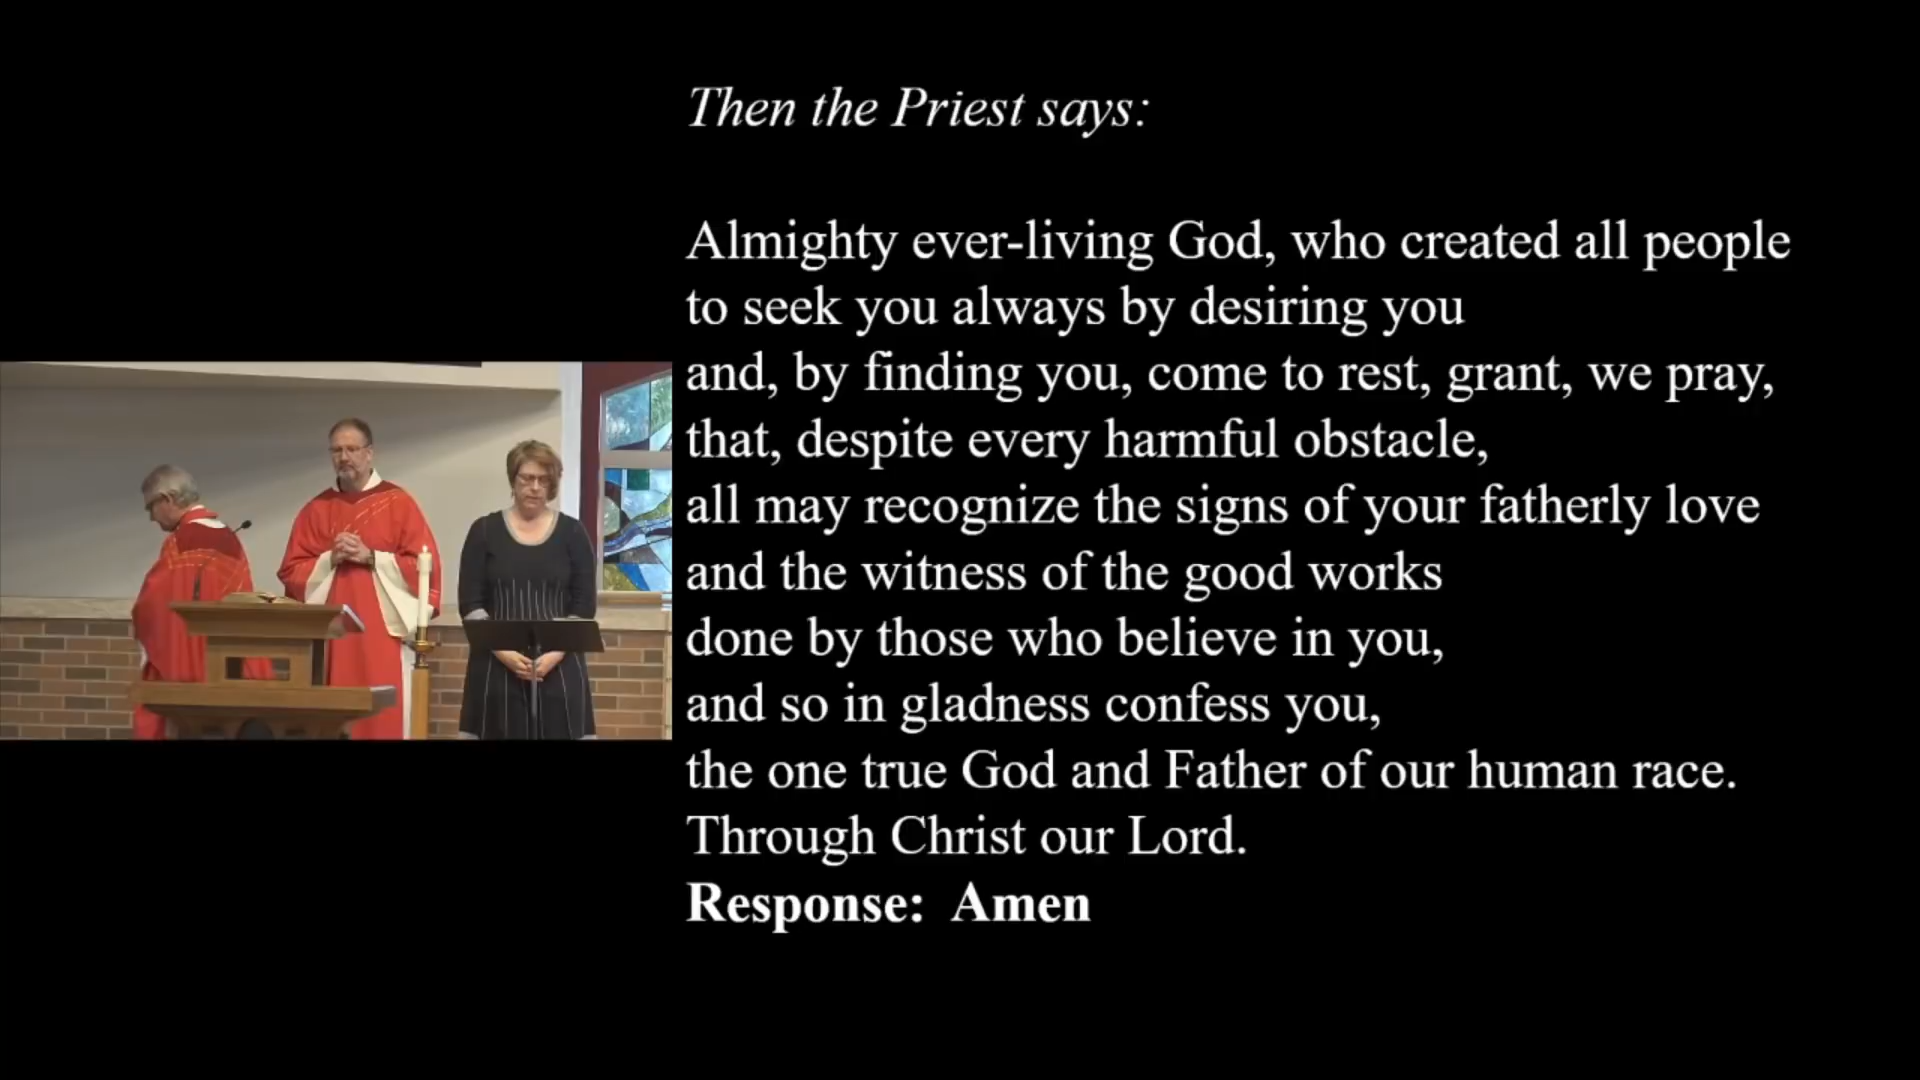 Then the Priest says:
Almighty ever-living God, who created all people
to seek you always by desiring you
and, by finding you, come to rest, grant, we pray,
that, despite every harmful obstacle,
all may recognize the signs of your fatherly love
and the witness of the good works
done by those who believe in you,
and so in gladness confess you,
the one true God and Father of our human race.
Through Christ our Lord.
Response: Amen